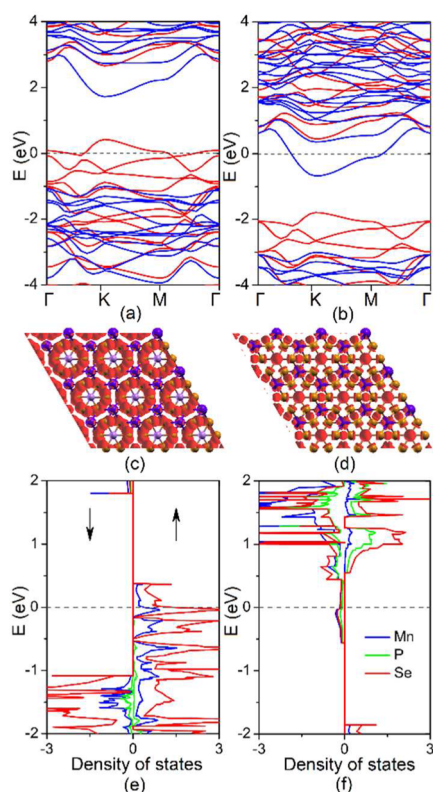 4
2
0
-2
-4
E (eV)
Γ K M Γ
(a)
4
2
0
-2
-4
E (eV)
Γ K M Γ
(b)
(c) (d)
2
1
0
-1
-2
E (eV)
-3 0 3
Density of states
(e)
2
1
0
-1
-2
E (eV)
Mn
P
Se
-3 0 3
Density of states
(f)